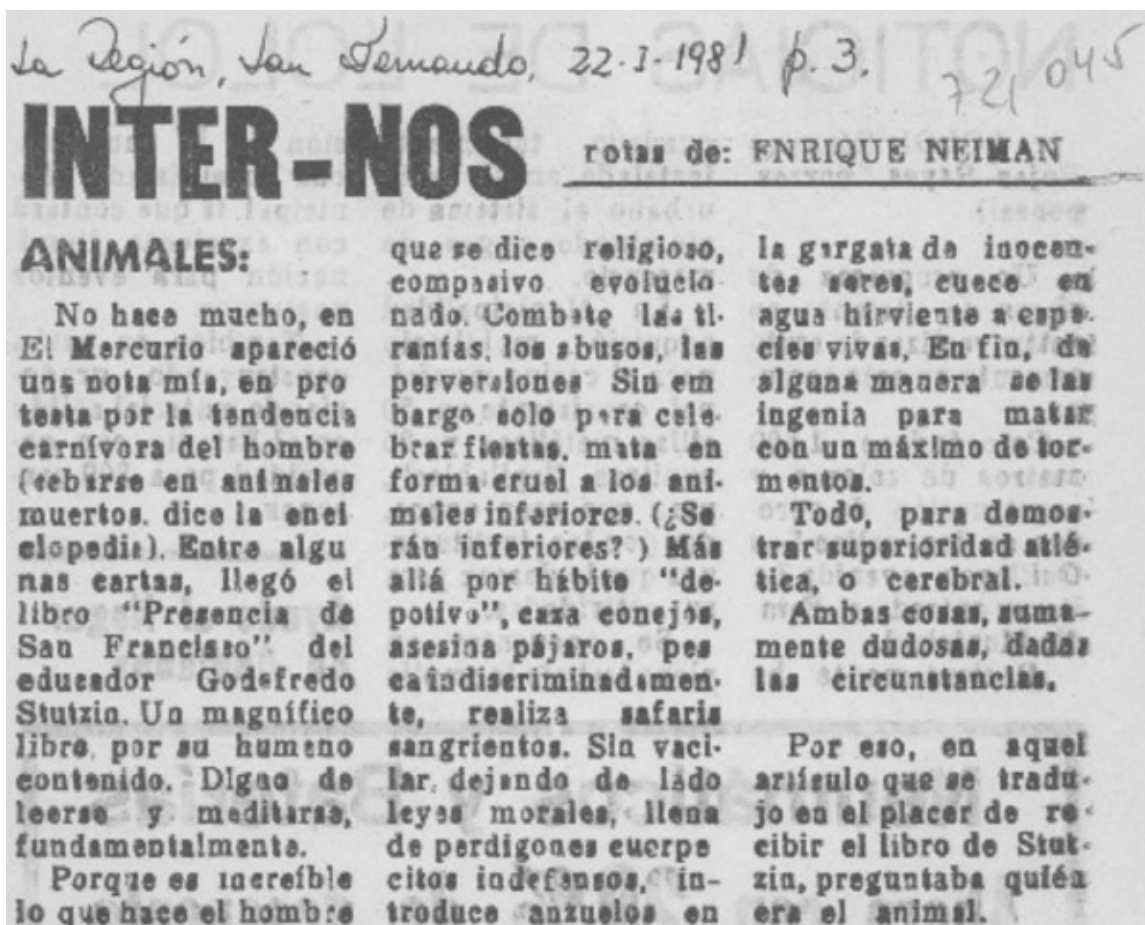 La Región, San Fernando, 22-I-1981 p. 3.
721 045
INTER-NOS
rotas de: ENRIQUE NEIMAN
ANIMALES:
No hace mucho, en
El Mercurio apareció
una nota mía, en pro
testa por la tendencia
carnívora del hombre
(cebarse en animales
muertos. dice la enci
clopedia). Entre algu
nas cartas, llegó el
libro "Presencia de
San Francisso" del
educador Godofredo
Stutzin. Un magnífico
libro, por su humano
contenido. Digno de
leerse y meditarse,
fundamentalmente.
Porque es increíble
lo que hace el hombre
que se dice religioso,
compasivo evolucio
nado. Combate las ti-
ranías, los abusos, las
perversiones Sin em
bargo solo para cele-
brar fiestas, mata en
forma cruel a los ani-
males inferiores. (¿Se
rán inferiores?) Más
allá por hábito "de-
potivo", caza conejos,
asesina pájaros, pes
ca indiscriminadamen-
te, realiza safaris
sangrientos. Sin vaci-
lar, dejando de lado
leyes morales, llena
de perdigones cuerpe
citos indefensos, in-
troduce anzuelos en
la gargata de inocen-
tes seres, cuece en
agua hirviente a espe-
cies vivas, En fin, de
alguna manera se las
ingenia para matar
con un máximo de tor-
mentos.
Todo, para demos-
trar superioridad atlé-
tica, o cerebral.
Ambas cosas, suma-
mente dudosas, dadas
las circunstancias.
Por eso, en aquel
artículo que se tradu-
jo en el placer de re-
cibir el libro de Stut-
zin, preguntaba quién
era el animal.